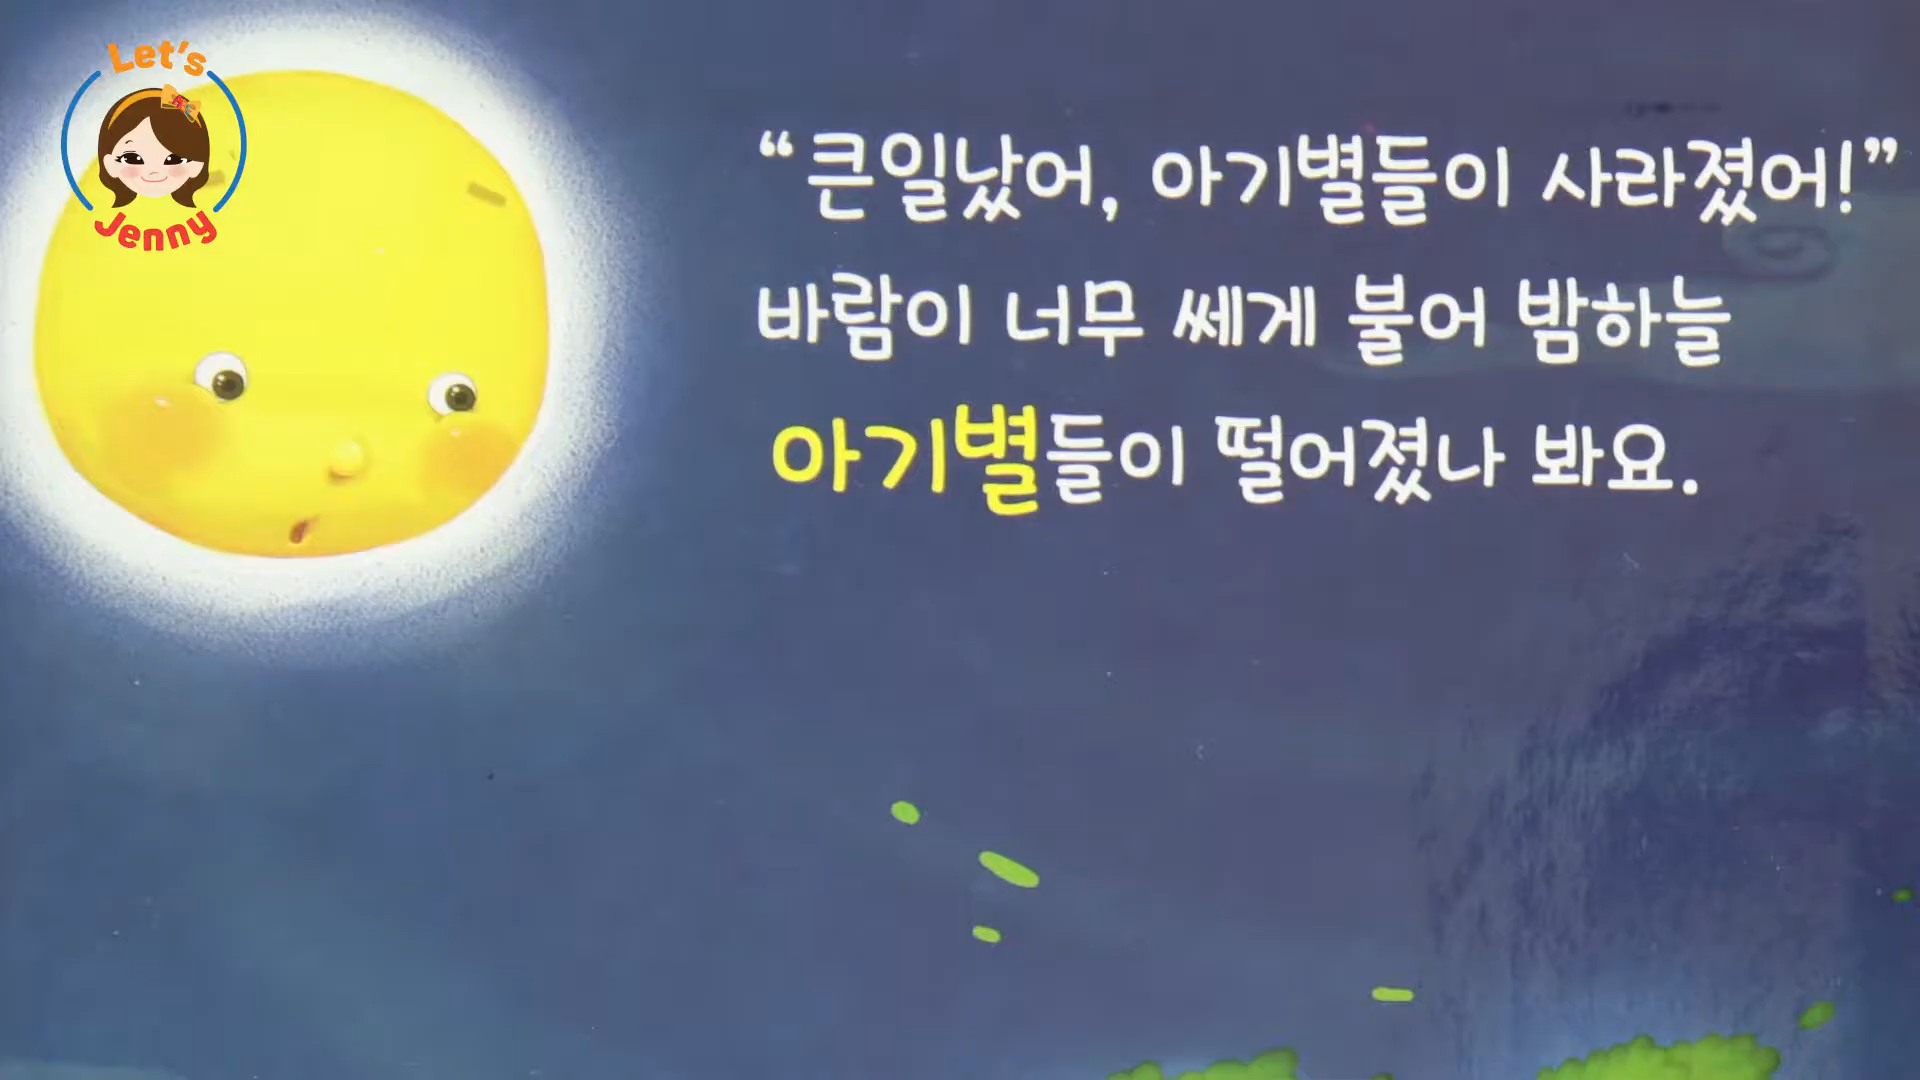 Let's
Jenny
“큰일났어, 아기별들이 사라졌어!”
바람이 너무 쎄게 불어 밤하늘
아기별들이 떨어졌나 봐요.